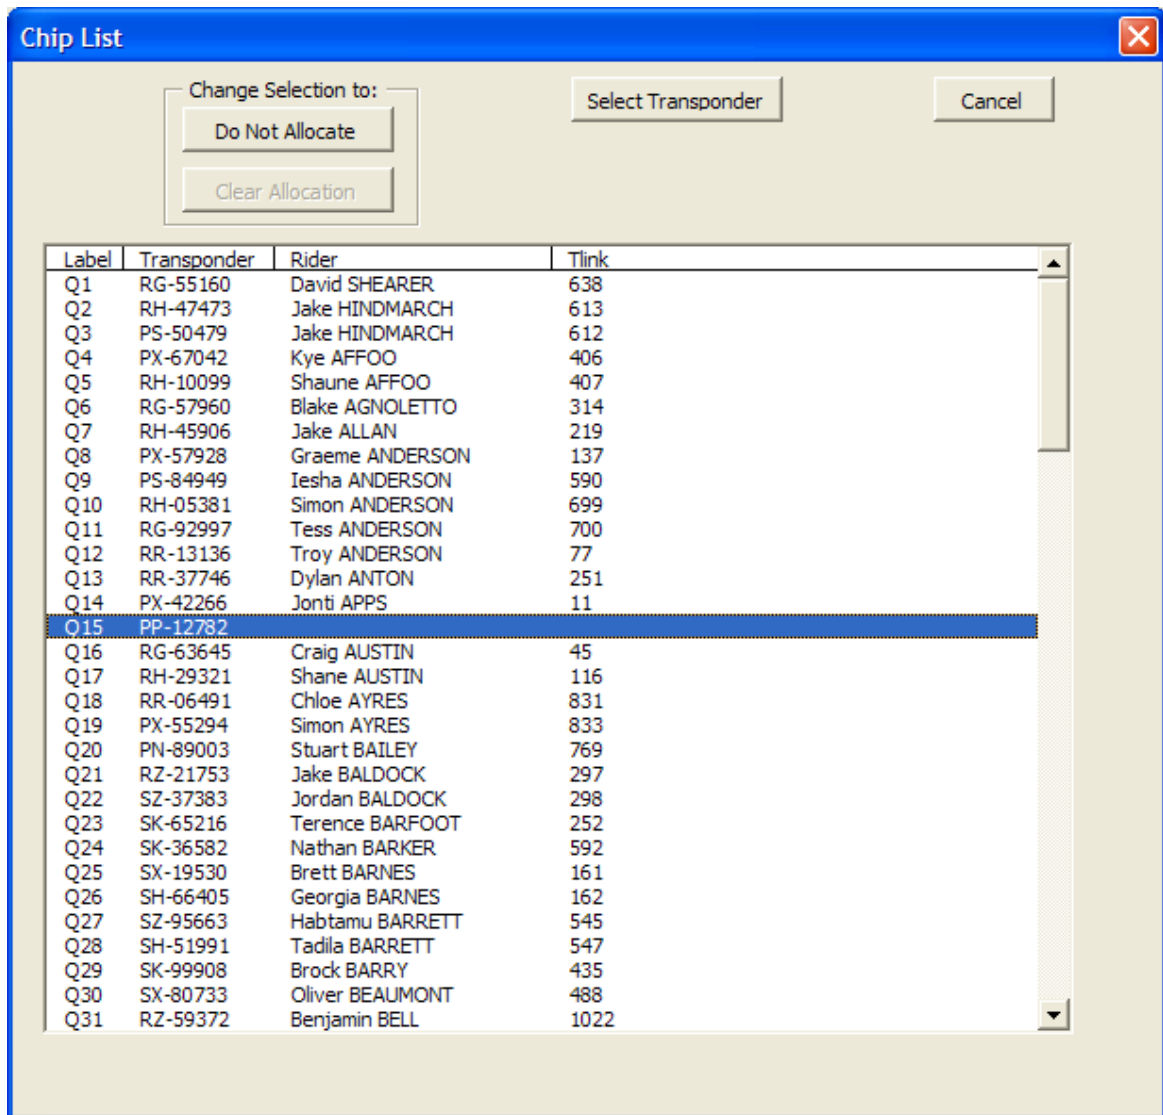 Chip List
Change Selection to:
Do Not Allocate
Clear Allocation
Select Transponder
Cancel
Label Transponder Rider Tlink
Q1 RG-55160 David SHEARER 638
Q2 RH-47473 Jake HINDMARCH 613
Q3 PS-50479 Jake HINDMARCH 612
Q4 PX-67042 Kye AFFOO 406
Q5 RH-10099 Shaune AFFOO 407
Q6 RG-57960 Blake AGNOLETTO 314
Q7 RH-45906 Jake ALLAN 219
Q8 PX-57928 Graeme ANDERSON 137
Q9 PS-84949 Iesha ANDERSON 590
Q10 RH-05381 Simon ANDERSON 699
Q11 RG-92997 Tess ANDERSON 700
Q12 RR-13136 Troy ANDERSON 77
Q13 RR-37746 Dylan ANTON 251
Q14 PX-42266 Jonti APPS 11
Q15 PP-12782
Q16 RG-63645 Craig AUSTIN 45
Q17 RH-29321 Shane AUSTIN 116
Q18 RR-06491 Chloe AYRES 831
Q19 PX-55294 Simon AYRES 833
Q20 PN-89003 Stuart BAILEY 769
Q21 RZ-21753 Jake BALDOCK 297
Q22 SZ-37383 Jordan BALDOCK 298
Q23 SK-65216 Terence BARFOOT 252
Q24 SK-36582 Nathan BARKER 592
Q25 SX-19530 Brett BARNES 161
Q26 SH-66405 Georgia BARNES 162
Q27 SZ-95663 Habtamu BARRETT 545
Q28 SH-51991 Tadila BARRETT 547
Q29 SK-99908 Brock BARRY 435
Q30 SX-80733 Oliver BEAUMONT 488
Q31 RZ-59372 Benjamin BELL 1022